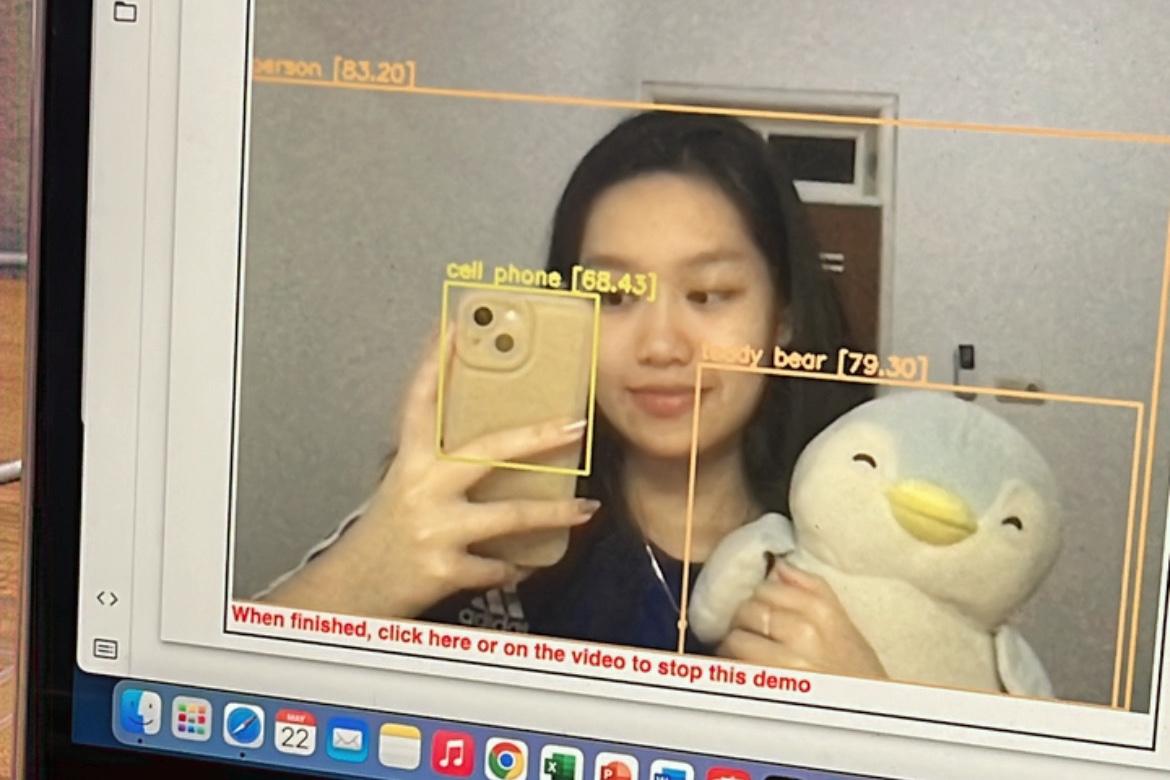 person [83.20]
cell phone [68.43]
teddy bear [79.30]
adidas
When finished, click here or on the video to stop this demo
MAY
22